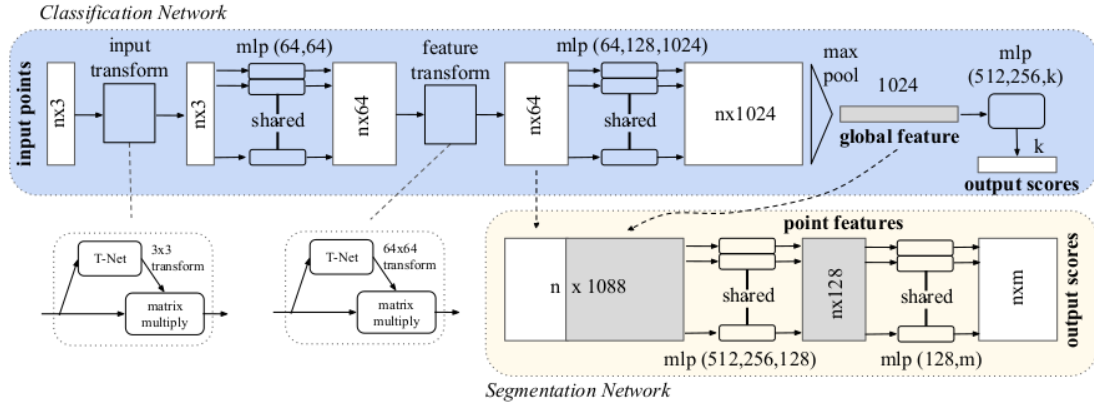 Classification Network
input points
nx3
input
transform
nx3
mlp (64,64)
shared
nx64
feature
transform
nx64
mlp (64,128,1024)
shared
nx1024
max
pool
1024
global feature
mlp
(512,256,k)
k
output scores
T-Net
3x3
transform
matrix
multiply
T-Net
64x64
transform
matrix
multiply
point features
n x 1088
shared
mlp (512,256,128)
nx128
shared
mlp (128,m)
nxm
output scores
Segmentation Network